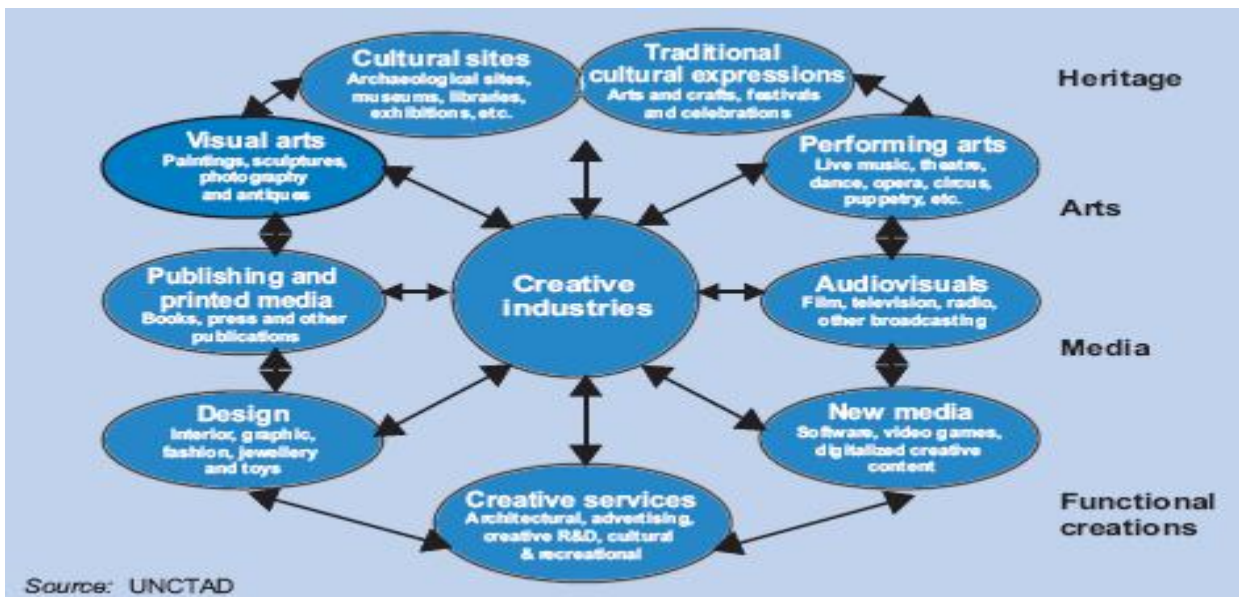 Cultural sites
Archaeological sites,
museums, libraries,
exhibitions, etc.
Traditional
cultural expressions
Arts and crafts, festivals
and celebrations
Heritage
Visual arts
Paintings, sculptures,
photography
and antiques
Performing arts
Live music, theatre,
dance, opera, circus,
puppetry, etc.
Arts
Creative
industries
Publishing and
printed media
Books, press and other
publications
Audiovisuals
Film, television, radio,
other broadcasting
Media
Design
Interior, graphic,
fashion, jewellery
and toys
New media
Software, video games,
digitalized creative
content
Creative services
Architectural, advertising,
creative R&D, cultural
& recreational
Functional
creations
Source: UNCTAD